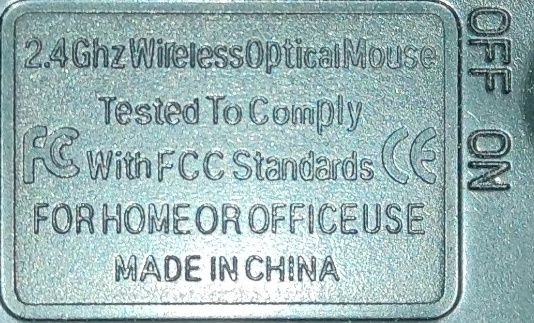 2.4Ghz Wireless Optical Mouse
Tested To Comply
FC With FCC Standards CE
FOR HOME OR OFFICE USE
MADE IN CHINA
OFF ON